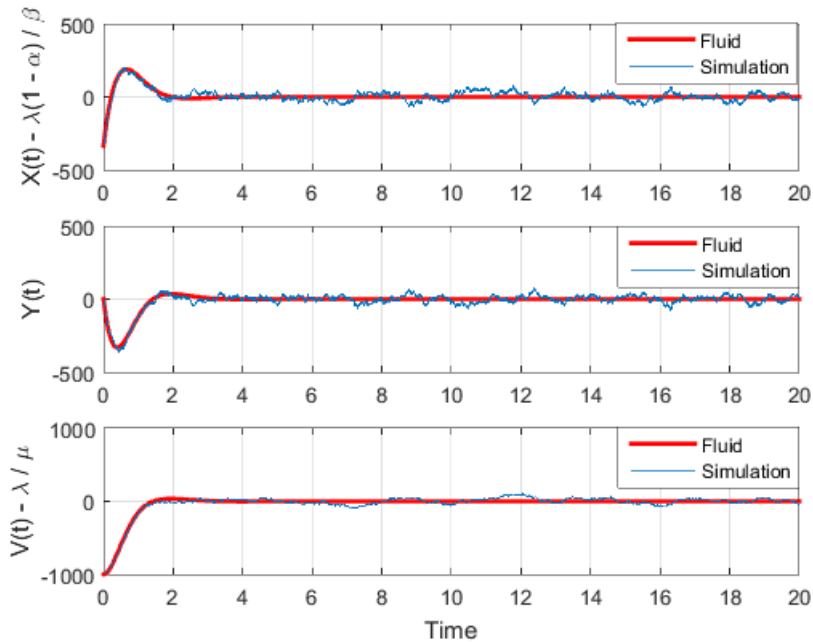 X(t) - λ(1 - α) / β
500
0
-500
0 2 4 6 8 10 12 14 16 18 20
Fluid
Simulation
Y(t)
500
0
-500
0 2 4 6 8 10 12 14 16 18 20
Fluid
Simulation
V(t) - λ / μ
1000
0
-1000
0 2 4 6 8 10 12 14 16 18 20
Fluid
Simulation
Time